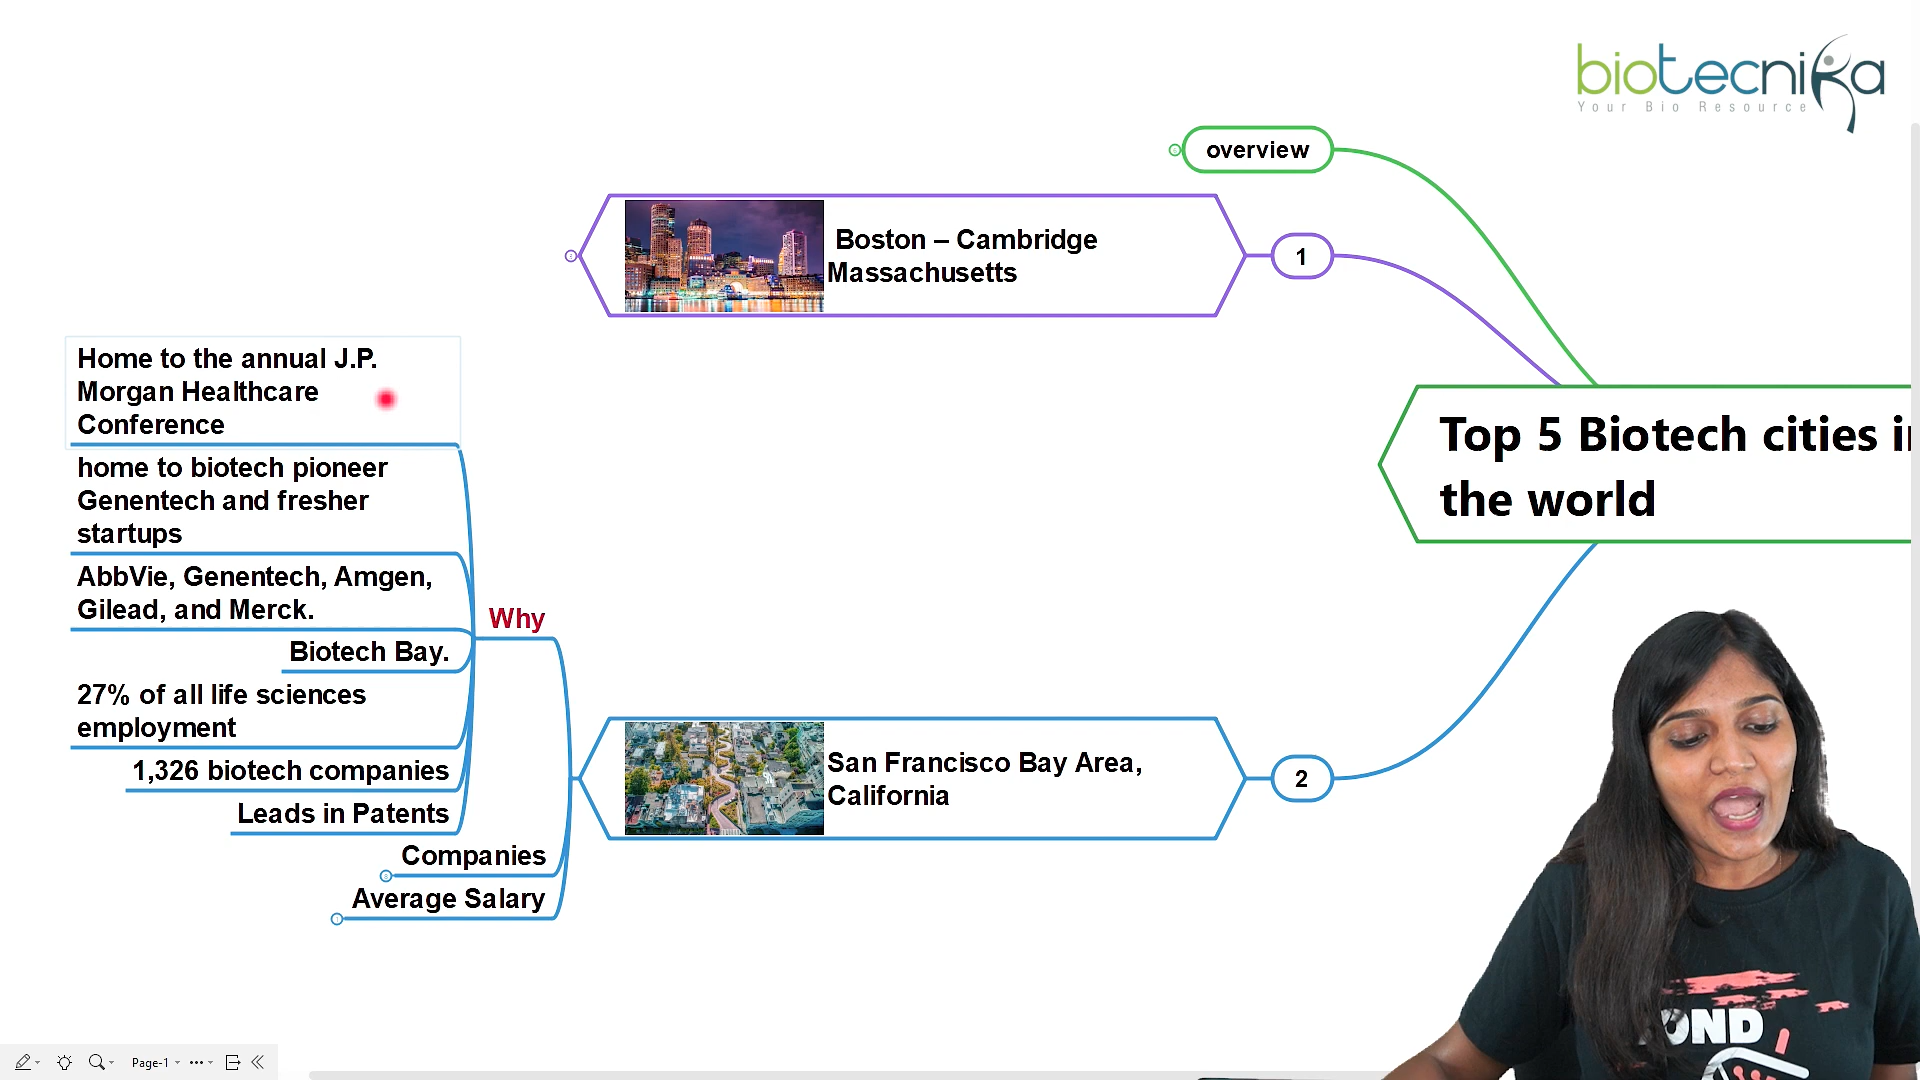 biotecnika
Your Bio Resource
overview
Boston – Cambridge
Massachusetts
1
Home to the annual J.P.
Morgan Healthcare
Conference
home to biotech pioneer
Genentech and fresher
startups
AbbVie, Genentech, Amgen,
Gilead, and Merck.
Biotech Bay.
27% of all life sciences
employment
1,326 biotech companies
Leads in Patents
Why
Companies
Average Salary
San Francisco Bay Area,
California
2
Top 5 Biotech cities i
the world
OND
Page-1